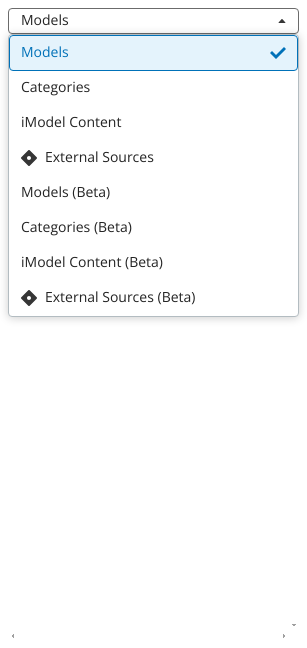 Models
Models
Categories
iModel Content
External Sources
Models (Beta)
Categories (Beta)
iModel Content (Beta)
External Sources (Beta)